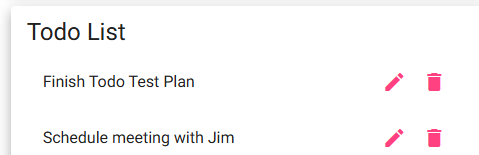 Todo List
Finish Todo Test Plan
Schedule meeting with Jim